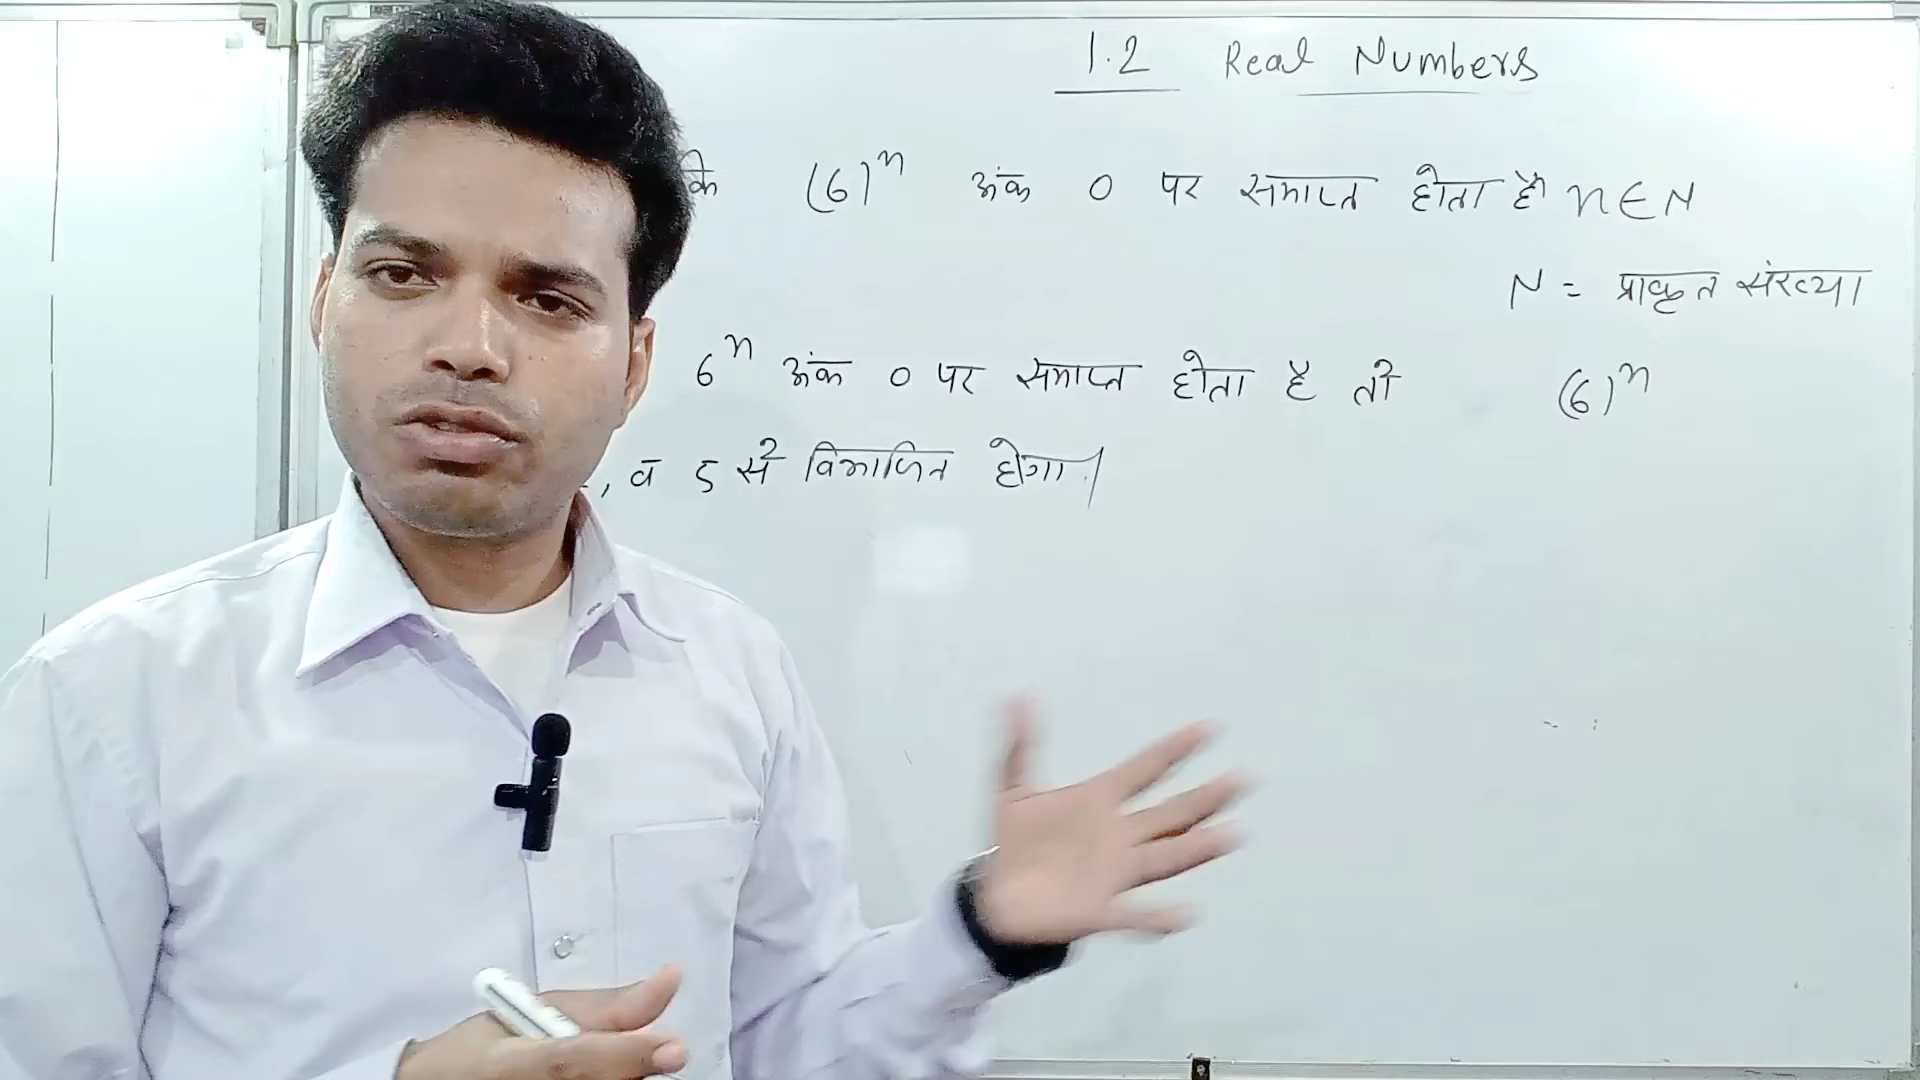 1.2 Real Numbers
कि (6)ⁿ अंक 0 पर समाप्त होता है n∈N
N = प्राकृत संख्या
6ⁿ अंक 0 पर समाप्त होता है तो (6)ⁿ
, व 5 से विभाजित होगा।